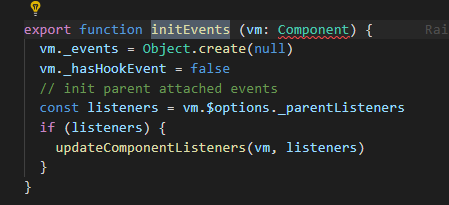 export function initEvents (vm: Component) { Rai
  vm._events = Object.create(null)
  vm._hasHookEvent = false
  // init parent attached events
  const listeners = vm.$options._parentListeners
  if (listeners) {
    updateComponentListeners(vm, listeners)
  }
}